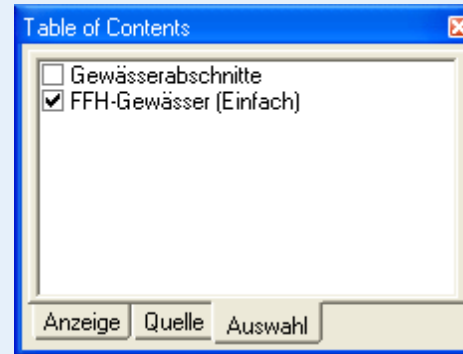 Table of Contents
Gewässerabschnitte
FFH-Gewässer (Einfach)
Anzeige Quelle Auswahl